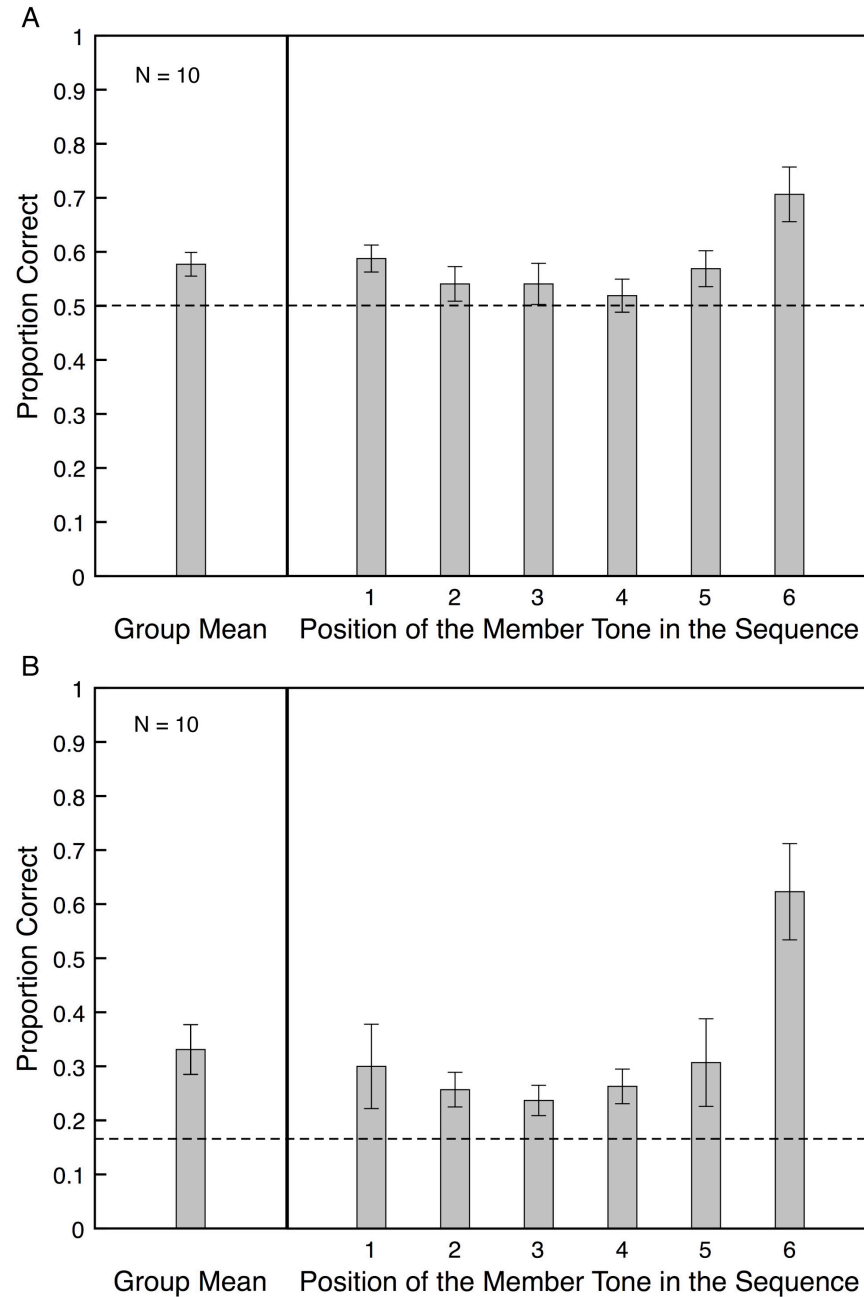 A
1
N = 10
0.9
0.8
0.7
0.6
0.5
0.4
0.3
0.2
0.1
0
Proportion Correct
1 2 3 4 5 6
Group Mean Position of the Member Tone in the Sequence
B
1
N = 10
0.9
0.8
0.7
0.6
0.5
0.4
0.3
0.2
0.1
0
Proportion Correct
1 2 3 4 5 6
Group Mean Position of the Member Tone in the Sequence